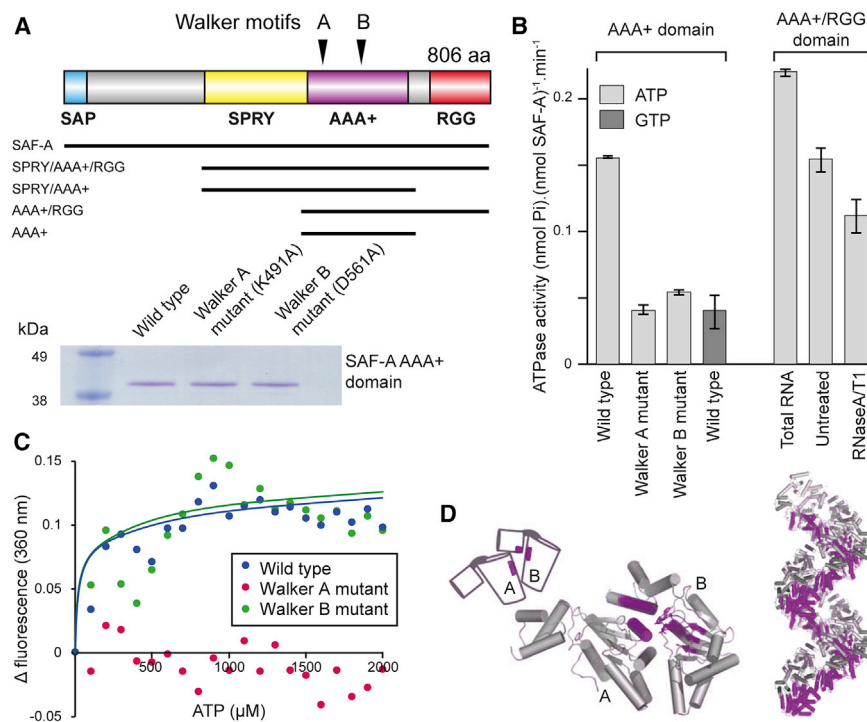 A
Walker motifs A B
806 aa
SAP SPRY AAA+ RGG
SAF-A
SPRY/AAA+/RGG
SPRY/AAA+
AAA+/RGG
AAA+
Wild type
Walker A
mutant (K491A)
Walker B
mutant (D561A)
kDa
49
38
SAF-A AAA+
domain
B
AAA+ domain
AAA+/RGG
domain
ATP
GTP
ATPase activity (nmol Pi).(nmol SAF-A)-1.min-1
0.2
0.1
0
Wild type
Walker A mutant
Walker B mutant
Wild type
Total RNA
Untreated
RNaseA/T1
C
Δ fluorescence (360 nm)
0.15
0.1
0.05
0
-0.05
500 1000 1500 2000
ATP (µM)
Wild type
Walker A mutant
Walker B mutant
D
A B
B
A